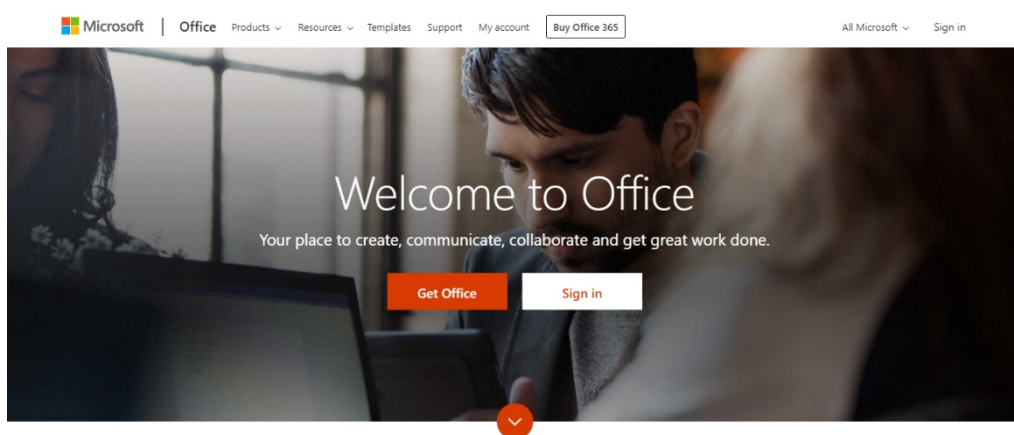 Microsoft Office Products Resources Templates Support My account Buy Office 365 All Microsoft Sign in
Welcome to Office
Your place to create, communicate, collaborate and get great work done.
Get Office Sign in